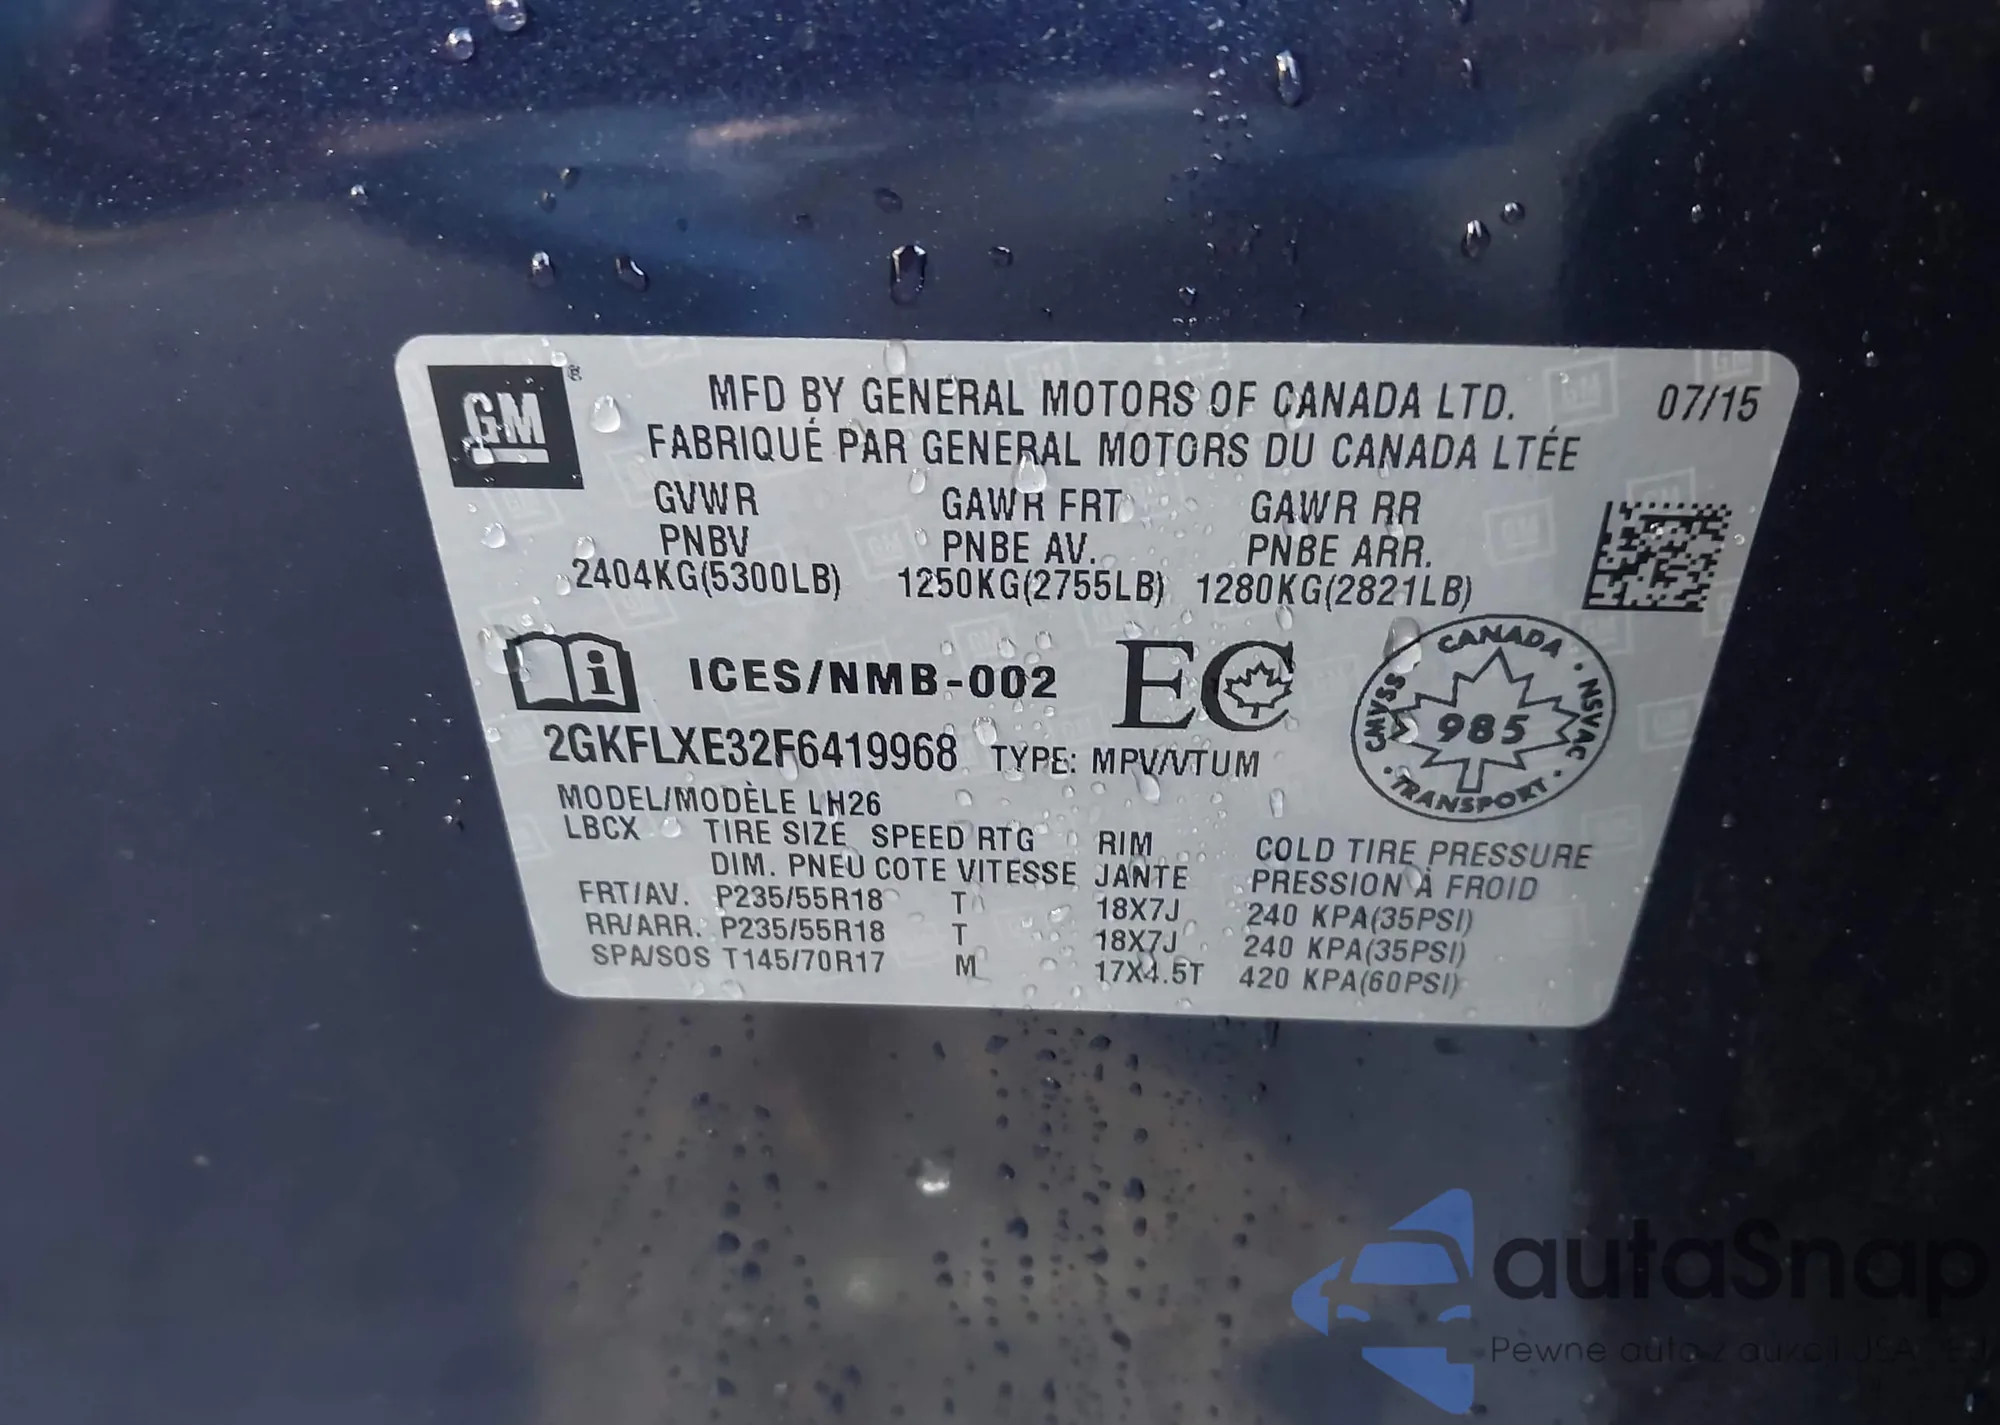 GM®
MFD BY GENERAL MOTORS OF CANADA LTD. 07/15
FABRIQUÉ PAR GENERAL MOTORS DU CANADA LTÉE
GVWR GAWR FRT GAWR RR
PNBV PNBE AV. PNBE ARR.
2404KG(5300LB) 1250KG(2755LB) 1280KG(2821LB)
i ICES/NMB-002 EC
CANADA · NSVAC · TRANSPORT · CMVSS
985
2GKFLXE32F6419968 TYPE: MPV/VTUM
MODEL/MODÈLE LH26
LBCX TIRE SIZE SPEED RTG RIM COLD TIRE PRESSURE
DIM. PNEU COTE VITESSE JANTE PRESSION À FROID
FRT/AV. P235/55R18 T 18X7J 240 KPA(35PSI)
RR/ARR. P235/55R18 T 18X7J 240 KPA(35PSI)
SPA/SOS T145/70R17 M 17X4.5T 420 KPA(60PSI)
autaSnap
Pewne auta z aukcji USA